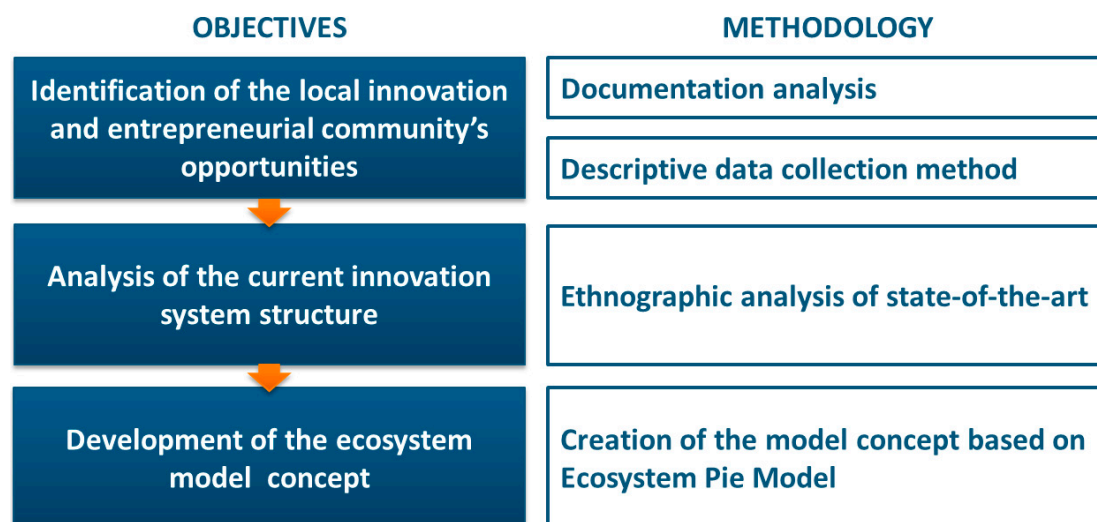 OBJECTIVES
METHODOLOGY
Identification of the local innovation
and entrepreneurial community’s
opportunities
Documentation analysis
Descriptive data collection method
Analysis of the current innovation
system structure
Ethnographic analysis of state-of-the-art
Development of the ecosystem
model concept
Creation of the model concept based on
Ecosystem Pie Model